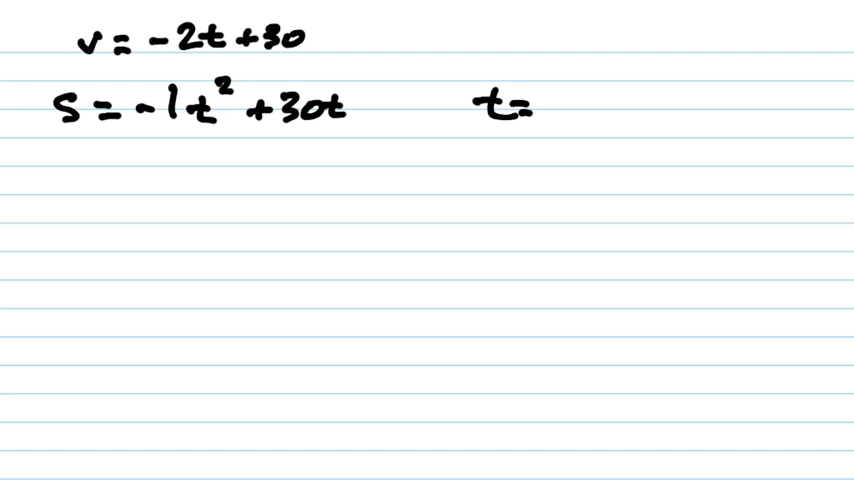 v = -2t + 30
s = -1t² + 30t t=